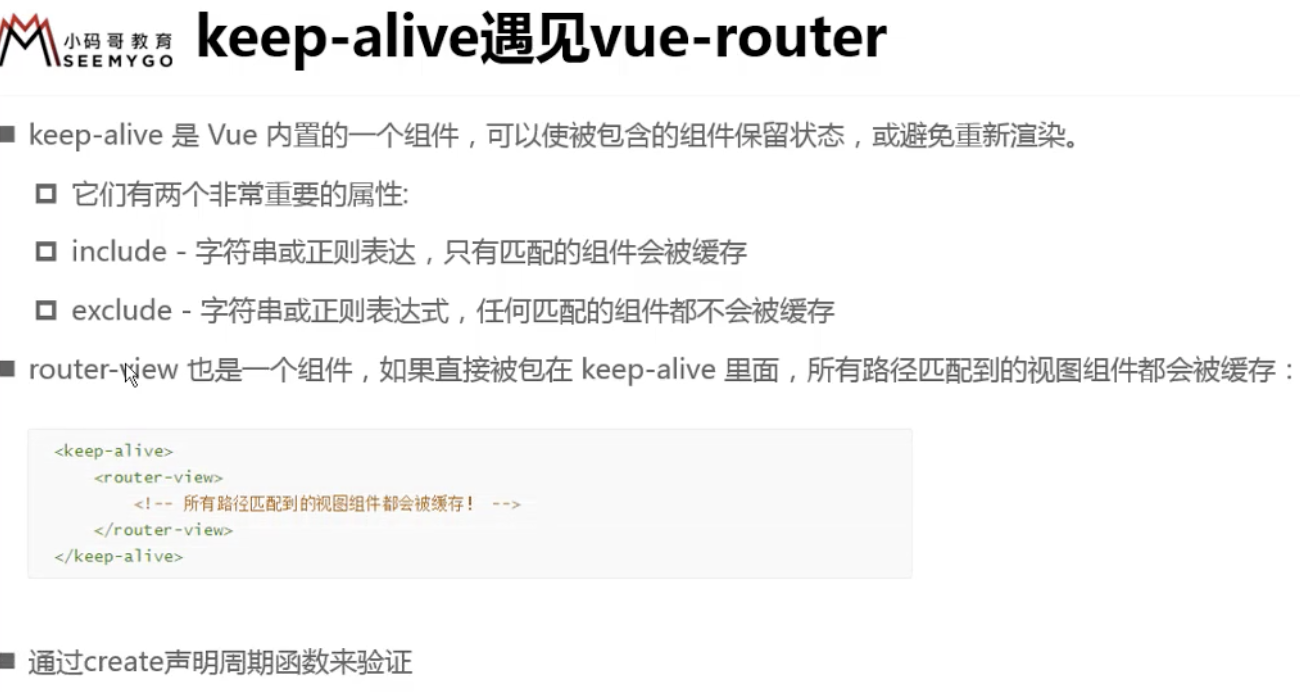 小码哥教育
SEEMYGO
keep-alive遇见vue-router
keep-alive 是 Vue 内置的一个组件，可以使被包含的组件保留状态，或避免重新渲染。
它们有两个非常重要的属性:
include - 字符串或正则表达，只有匹配的组件会被缓存
exclude - 字符串或正则表达式，任何匹配的组件都不会被缓存
router-view 也是一个组件，如果直接被包在 keep-alive 里面，所有路径匹配到的视图组件都会被缓存：
<keep-alive>
<router-view>
<!-- 所有路径匹配到的视图组件都会被缓存！ -->
</router-view>
</keep-alive>
通过create声明周期函数来验证